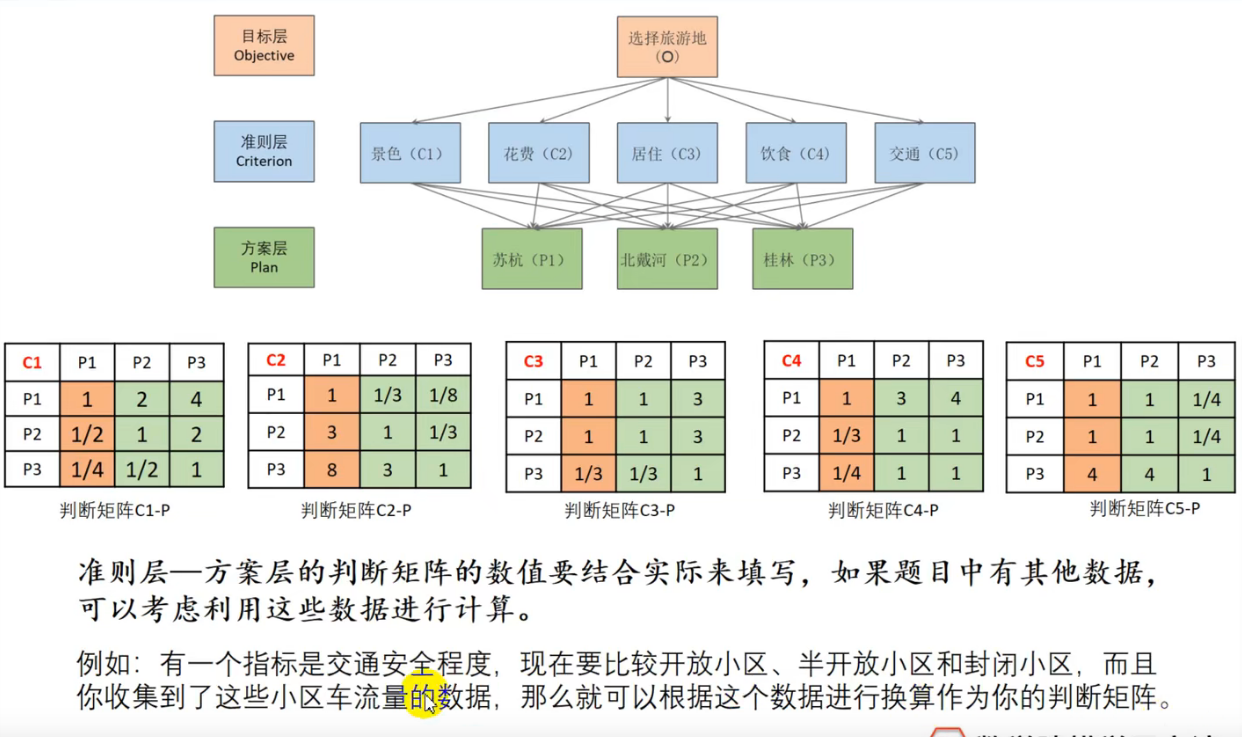 目标层
Objective
选择旅游地
（O）
准则层
Criterion
景色（C1） 花费（C2） 居住（C3） 饮食（C4） 交通（C5）
方案层
Plan
苏杭（P1） 北戴河（P2） 桂林（P3）
C1 P1 P2 P3
P1 1 2 4
P2 1/2 1 2
P3 1/4 1/2 1
判断矩阵C1-P
C2 P1 P2 P3
P1 1 1/3 1/8
P2 3 1 1/3
P3 8 3 1
判断矩阵C2-P
C3 P1 P2 P3
P1 1 1 3
P2 1 1 3
P3 1/3 1/3 1
判断矩阵C3-P
C4 P1 P2 P3
P1 1 3 4
P2 1/3 1 1
P3 1/4 1 1
判断矩阵C4-P
C5 P1 P2 P3
P1 1 1 1/4
P2 1 1 1/4
P3 4 4 1
判断矩阵C5-P
准则层—方案层的判断矩阵的数值要结合实际来填写，如果题目中有其他数据，
可以考虑利用这些数据进行计算。
例如：有一个指标是交通安全程度，现在要比较开放小区、半开放小区和封闭小区，而且
你收集到了这些小区车流量的数据，那么就可以根据这个数据进行换算作为你的判断矩阵。